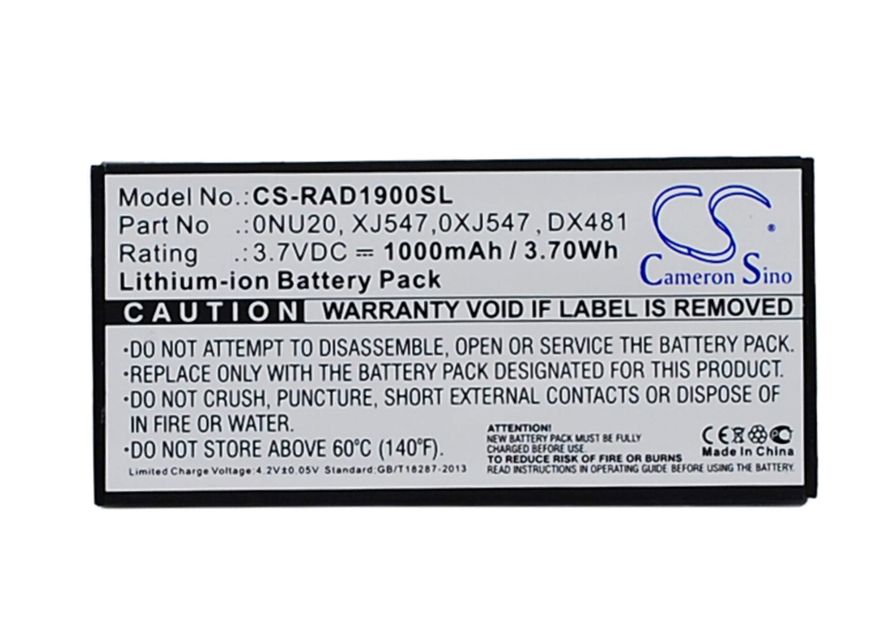 Model No.:CS-RAD1900SL
Part No .:0NU20, XJ547,0XJ547 , DX481
Rating .:3.7VDC ⎓ 1000mAh / 3.70Wh
Lithium-ion Battery Pack
CS ®
Cameron Sino
CAUTION WARRANTY VOID IF LABEL IS REMOVED
·DO NOT ATTEMPT TO DISASSEMBLE, OPEN OR SERVICE THE BATTERY PACK.
·REPLACE ONLY WITH THE BATTERY PACK DESIGNATED FOR THIS PRODUCT.
·DO NOT CRUSH, PUNCTURE, SHORT EXTERNAL CONTACTS OR DISPOSE OF
IN FIRE OR WATER.
·DO NOT STORE ABOVE 60°C (140°F).
Limited Charge Voltage:4.2V±0.05V Standard:GB/T18287-2013
ATTENTION!
NEW BATTERY PACK MUST BE FULLY
CHARGED BEFORE USE.
TO REDUCE RISK OF FIRE OR BURNS
READ INSTRUCTIONS IN OPERATING GUIDE BEFORE USING THE BATTERY.
CE
Made In China